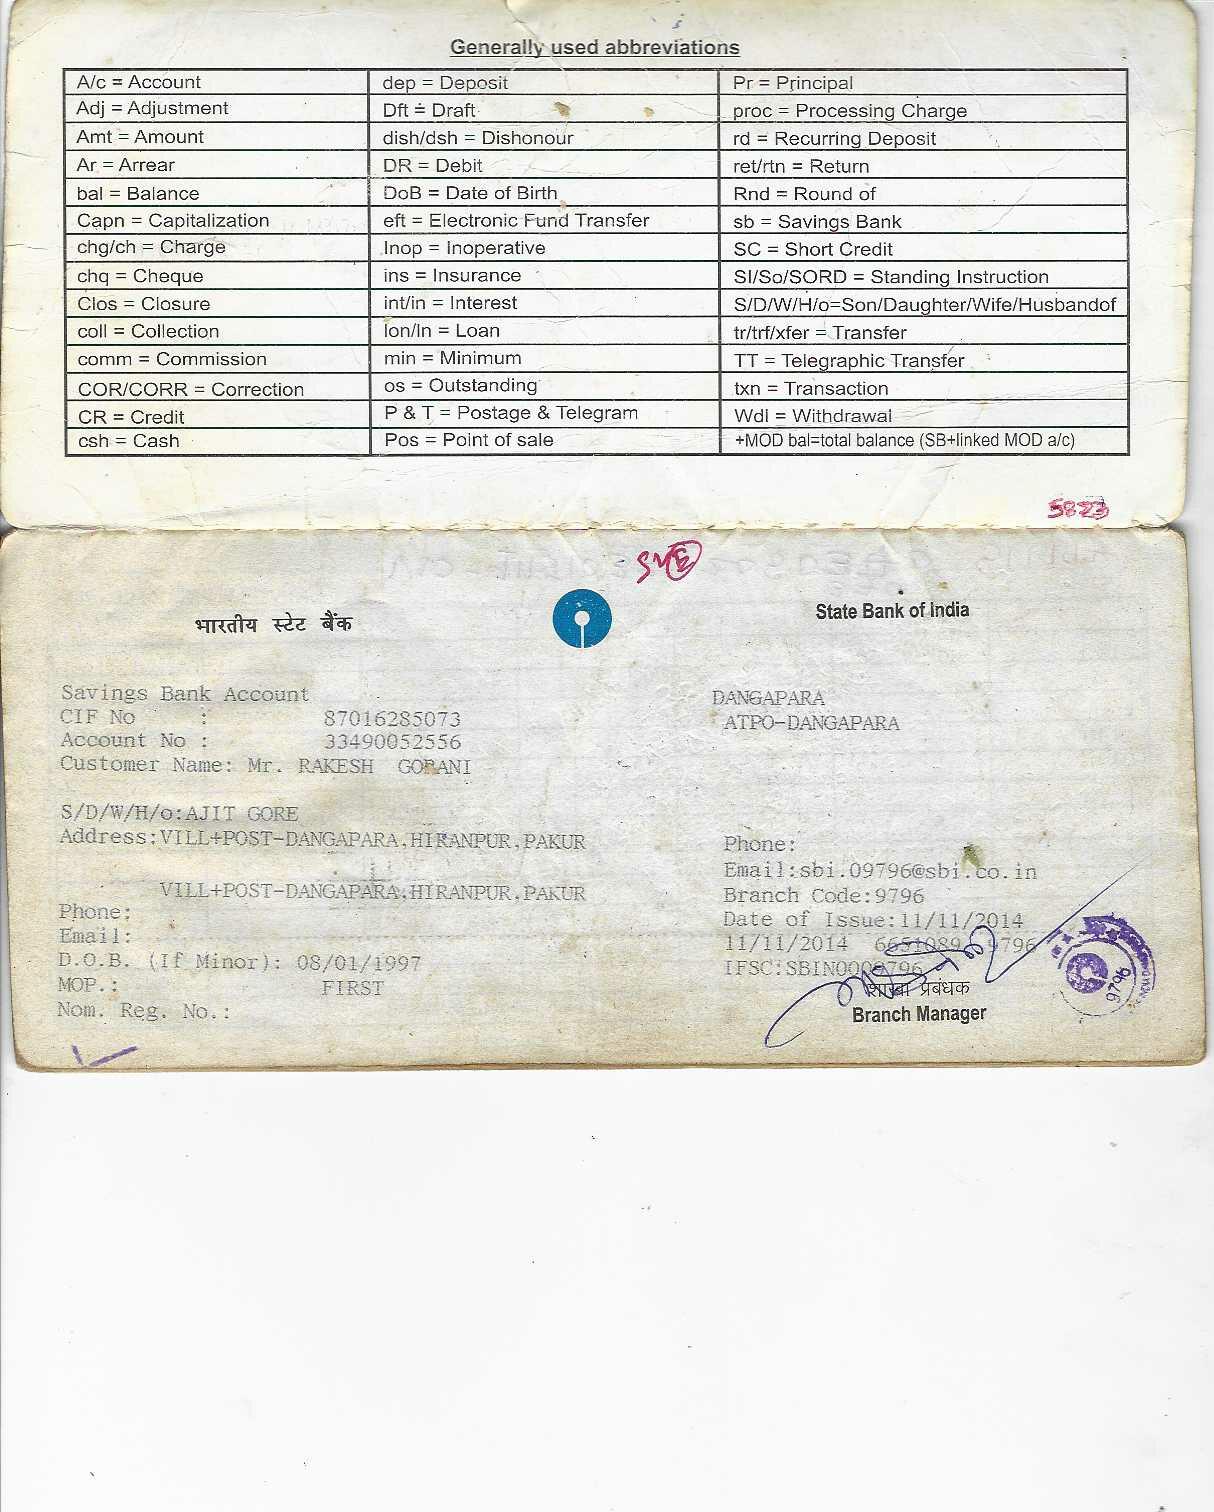 Generally used abbreviations
A/c = Account dep = Deposit Pr = Principal
Adj = Adjustment Dft = Draft proc = Processing Charge
Amt = Amount dish/dsh = Dishonour rd = Recurring Deposit
Ar = Arrear DR = Debit ret/rtn = Return
bal = Balance DoB = Date of Birth Rnd = Round of
Capn = Capitalization eft = Electronic Fund Transfer sb = Savings Bank
chg/ch = Charge Inop = Inoperative SC = Short Credit
chq = Cheque ins = Insurance SI/So/SORD = Standing Instruction
Clos = Closure int/in = Interest S/D/W/H/o=Son/Daughter/Wife/Husbandof
coll = Collection lon/ln = Loan tr/trf/xfer = Transfer
comm = Commission min = Minimum TT = Telegraphic Transfer
COR/CORR = Correction os = Outstanding txn = Transaction
CR = Credit P & T = Postage & Telegram Wdl = Withdrawal
csh = Cash Pos = Point of sale +MOD bal=total balance (SB+linked MOD a/c)
5823
भारतीय स्टेट बैंक State Bank of India
Savings Bank Account DANGAPARA
CIF No : 87016285073 ATPO-DANGAPARA
Account No : 33490052556
Customer Name: Mr. RAKESH GORANI
S/D/W/H/o:AJIT GORE
Address:VILL+POST-DANGAPARA,HIRANPUR,PAKUR Phone:
Email:sbi.09796@sbi.co.in
VILL+POST-DANGAPARA,HIRANPUR,PAKUR Branch Code:9796
Phone: Date of Issue:11/11/2014
Email: 11/11/2014 6651089 9796
D.O.B. (If Minor): 08/01/1997 IFSC:SBIN0009796
MOP.: FIRST शाखा प्रबंधक
Nom. Reg. No.: Branch Manager
9796